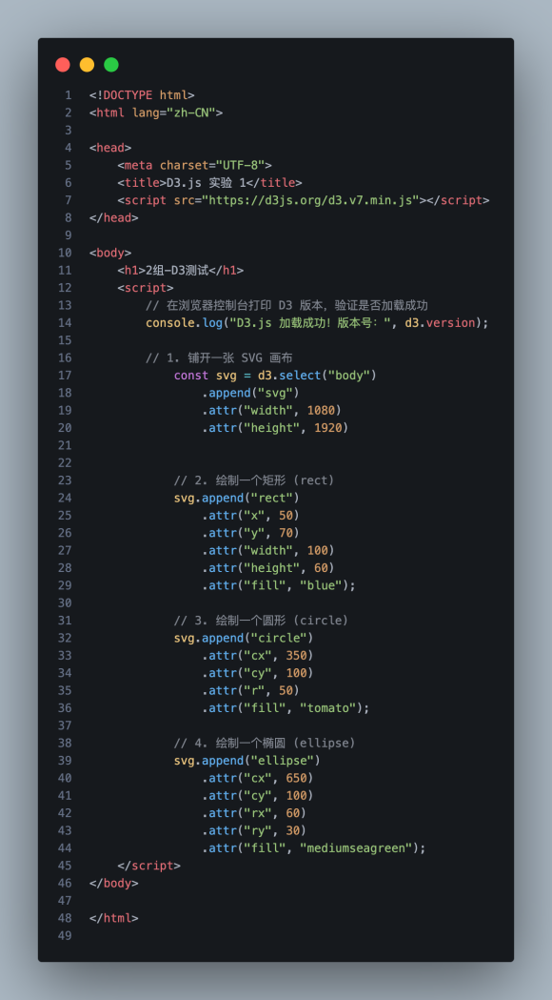 1 <!DOCTYPE html>
2 <html lang="zh-CN">
3
4 <head>
5     <meta charset="UTF-8">
6     <title>D3.js 实验 1</title>
7     <script src="https://d3js.org/d3.v7.min.js"></script>
8 </head>
9
10 <body>
11     <h1>2组-D3测试</h1>
12     <script>
13         // 在浏览器控制台打印 D3 版本，验证是否加载成功
14         console.log("D3.js 加载成功！版本号：", d3.version);
15
16         // 1. 铺开一张 SVG 画布
17             const svg = d3.select("body")
18                 .append("svg")
19                 .attr("width", 1080)
20                 .attr("height", 1920)
21
22
23             // 2. 绘制一个矩形 (rect)
24             svg.append("rect")
25                 .attr("x", 50)
26                 .attr("y", 70)
27                 .attr("width", 100)
28                 .attr("height", 60)
29                 .attr("fill", "blue");
30
31             // 3. 绘制一个圆形 (circle)
32             svg.append("circle")
33                 .attr("cx", 350)
34                 .attr("cy", 100)
35                 .attr("r", 50)
36                 .attr("fill", "tomato");
37
38             // 4. 绘制一个椭圆 (ellipse)
39             svg.append("ellipse")
40                 .attr("cx", 650)
41                 .attr("cy", 100)
42                 .attr("rx", 60)
43                 .attr("ry", 30)
44                 .attr("fill", "mediumseagreen");
45     </script>
46 </body>
47
48 </html>
49